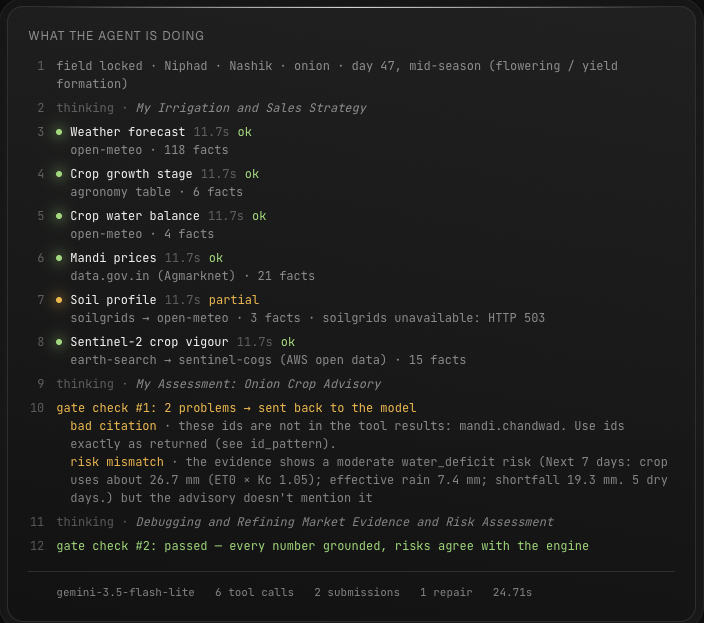 WHAT THE AGENT IS DOING
1 field locked · Niphad · Nashik · onion · day 47, mid-season (flowering / yield
formation)
2 thinking · My Irrigation and Sales Strategy
3 Weather forecast 11.7s ok
open-meteo · 118 facts
4 Crop growth stage 11.7s ok
agronomy table · 6 facts
5 Crop water balance 11.7s ok
open-meteo · 4 facts
6 Mandi prices 11.7s ok
data.gov.in (Agmarknet) · 21 facts
7 Soil profile 11.7s partial
soilgrids → open-meteo · 3 facts · soilgrids unavailable: HTTP 503
8 Sentinel-2 crop vigour 11.7s ok
earth-search → sentinel-cogs (AWS open data) · 15 facts
9 thinking · My Assessment: Onion Crop Advisory
10 gate check #1: 2 problems → sent back to the model
bad citation · these ids are not in the tool results: mandi.chandwad. Use ids
exactly as returned (see id_pattern).
risk mismatch · the evidence shows a moderate water_deficit risk (Next 7 days: crop
uses about 26.7 mm (ET0 × Kc 1.05); effective rain 7.4 mm; shortfall 19.3 mm. 5 dry
days.) but the advisory doesn't mention it
11 thinking · Debugging and Refining Market Evidence and Risk Assessment
12 gate check #2: passed — every number grounded, risks agree with the engine
gemini-3.5-flash-lite 6 tool calls 2 submissions 1 repair 24.71s